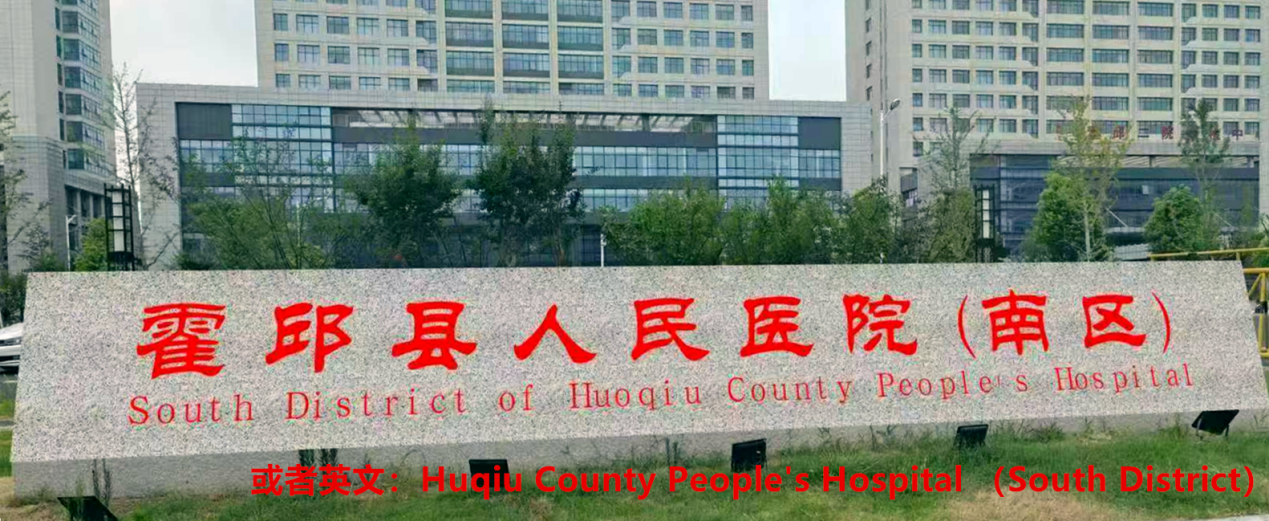 霍邱县人民医院(南区)
South District of Huoqiu County People's Hospital
或者英文：Huqiu County People's Hospital （South District）